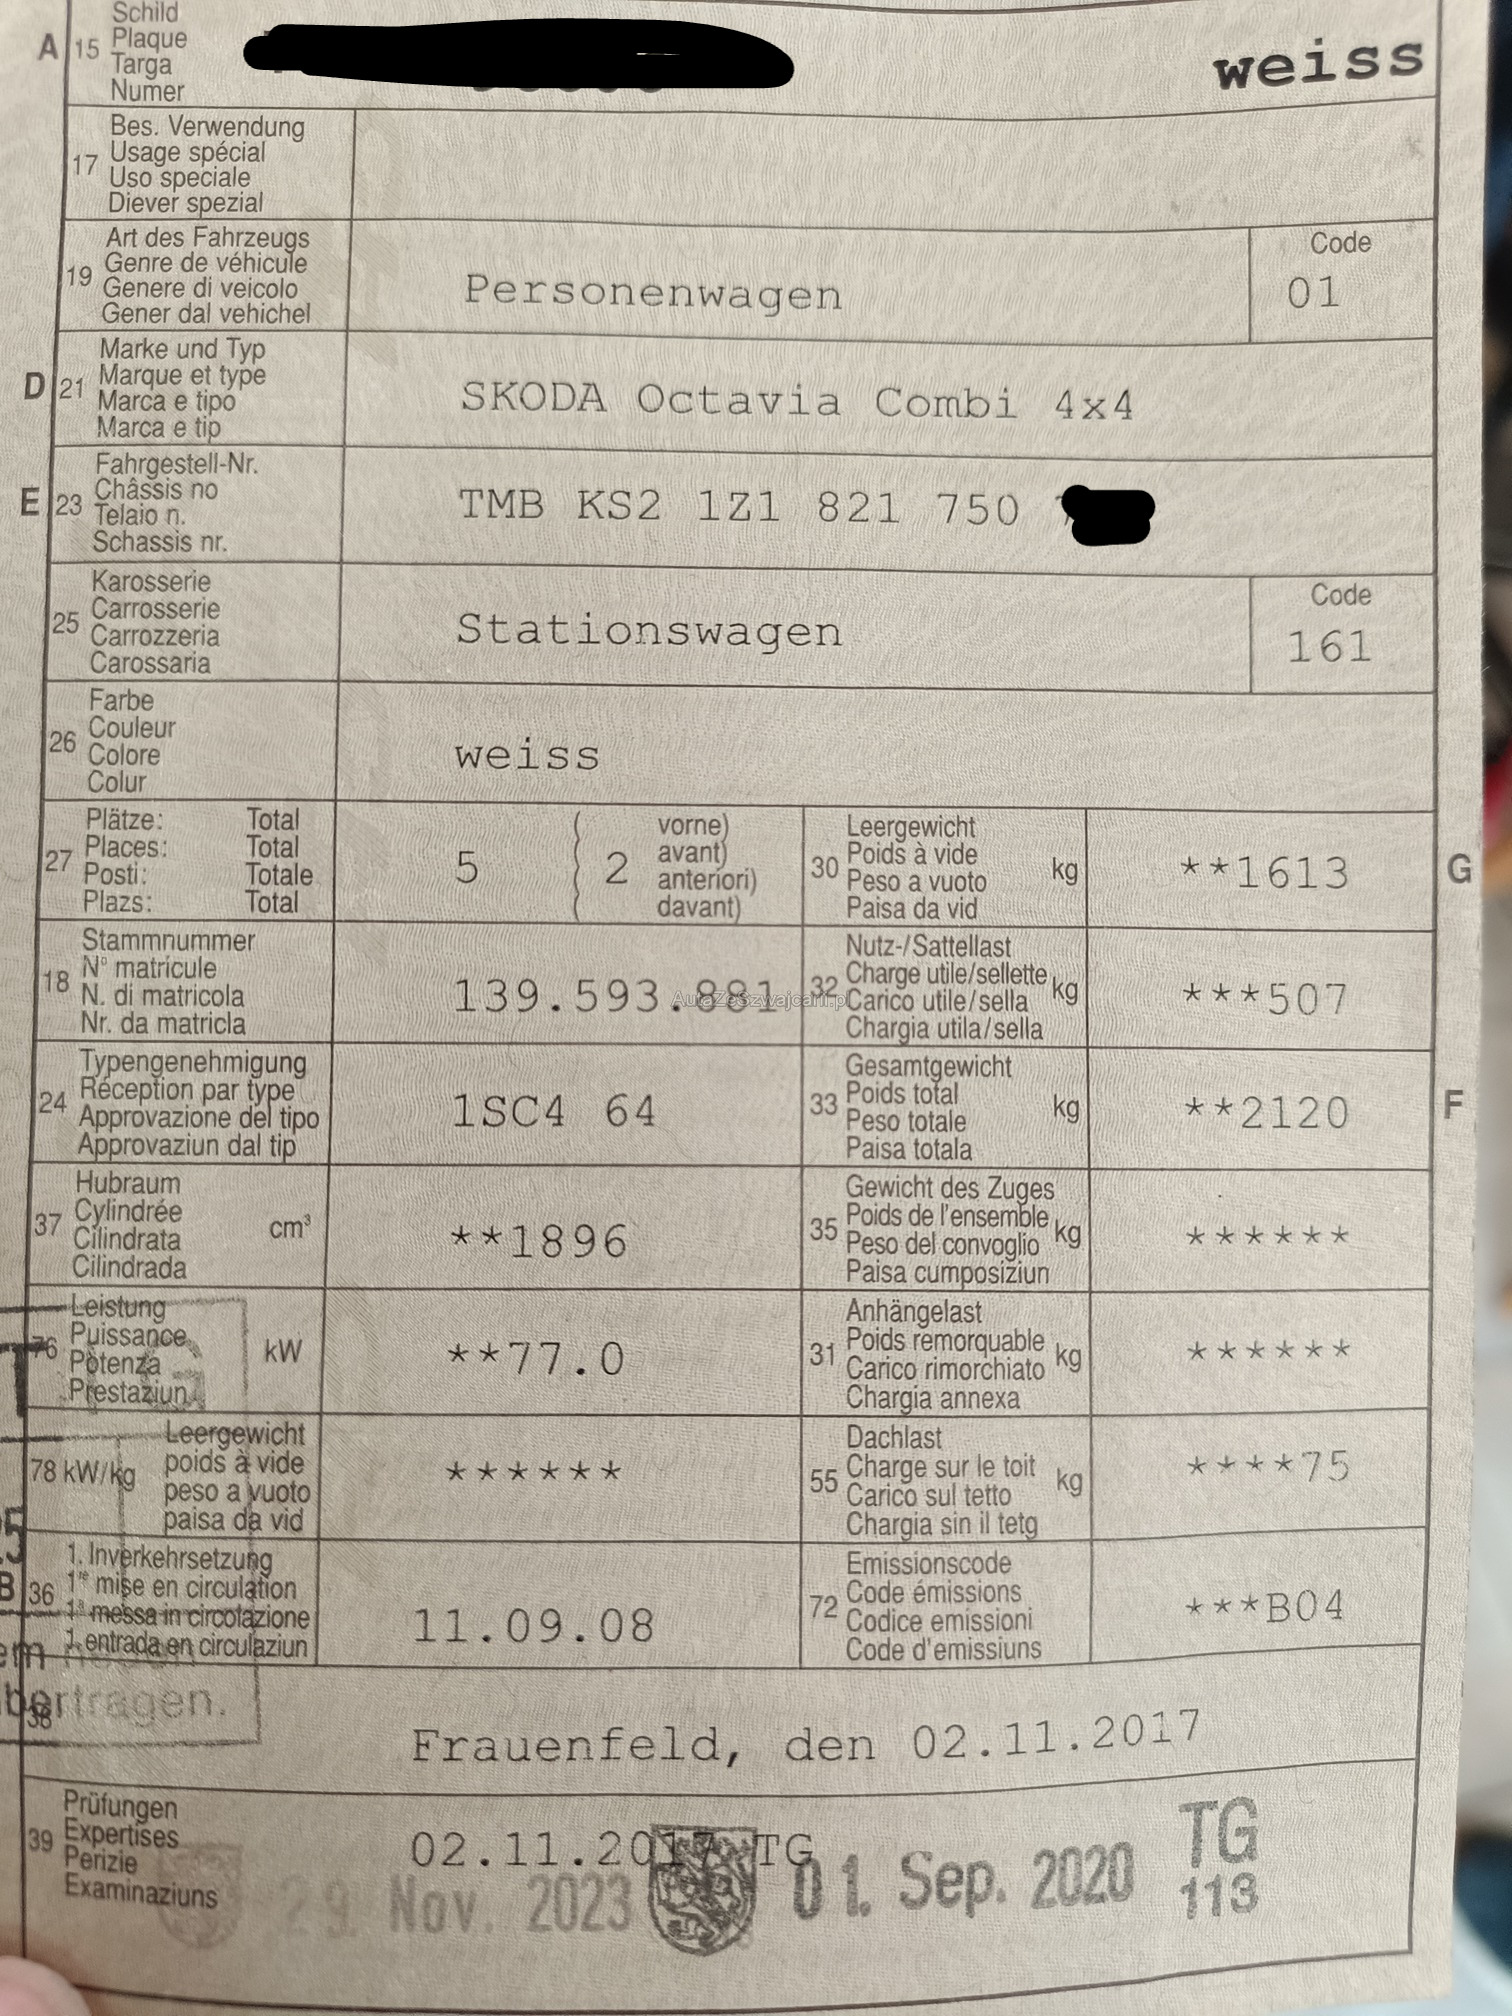 A 15 Schild
Plaque
Targa
Numer
weiss
17 Bes. Verwendung
Usage spécial
Uso speciale
Diever spezial
19 Art des Fahrzeugs
Genre de véhicule
Genere di veicolo
Gener dal vehichel
Personenwagen
Code
01
D 21 Marke und Typ
Marque et type
Marca e tipo
Marca e tip
SKODA Octavia Combi 4x4
E 23 Fahrgestell-Nr.
Châssis no
Telaio n.
Schassis nr.
TMB KS2 1Z1 821 750
25 Karosserie
Carrosserie
Carrozzeria
Carossaria
Stationswagen
Code
161
26 Farbe
Couleur
Colore
Colur
weiss
27 Plätze: Total
Places: Total
Posti: Totale
Plazs: Total
5 2 vorne)
avant)
anteriori)
davant)
30 Leergewicht
Poids à vide
Peso a vuoto
Paisa da vid
kg
**1613
G
18 Stammnummer
N° matricule
N. di matricola
Nr. da matricla
139.593.881
AutaZeSzwajcarii.pl
32 Nutz-/Sattellast
Charge utile/sellette
Carico utile/sella
Chargia utila/sella
kg
***507
24 Typengenehmigung
Réception par type
Approvazione del tipo
Approvaziun dal tip
1SC4 64
33 Gesamtgewicht
Poids total
Peso totale
Paisa totala
kg
**2120
F
37 Hubraum
Cylindrée
Cilindrata
Cilindrada
cm³
**1896
35 Gewicht des Zuges
Poids de l'ensemble
Peso del convoglio
Paisa cumposiziun
kg
******
76 Leistung
Puissance
Potenza
Prestaziun
kW
**77.0
31 Anhängelast
Poids remorquable
Carico rimorchiato
Chargia annexa
kg
******
78 kW/kg Leergewicht
poids à vide
peso a vuoto
paisa da vid
******
55 Dachlast
Charge sur le toit
Carico sul tetto
Chargia sin il tetg
kg
****75
B 36 1. Inverkehrsetzung
1re mise en circulation
1a messa in circolazione
1. entrada en circulaziun
11.09.08
72 Emissionscode
Code émissions
Codice emissioni
Code d'emissiuns
***B04
bertragen.
38
Frauenfeld, den 02.11.2017
39 Prüfungen
Expertises
Perizie
Examinaziuns
02.11.2017 TG
29. Nov. 2023
01. Sep. 2020
TG
113